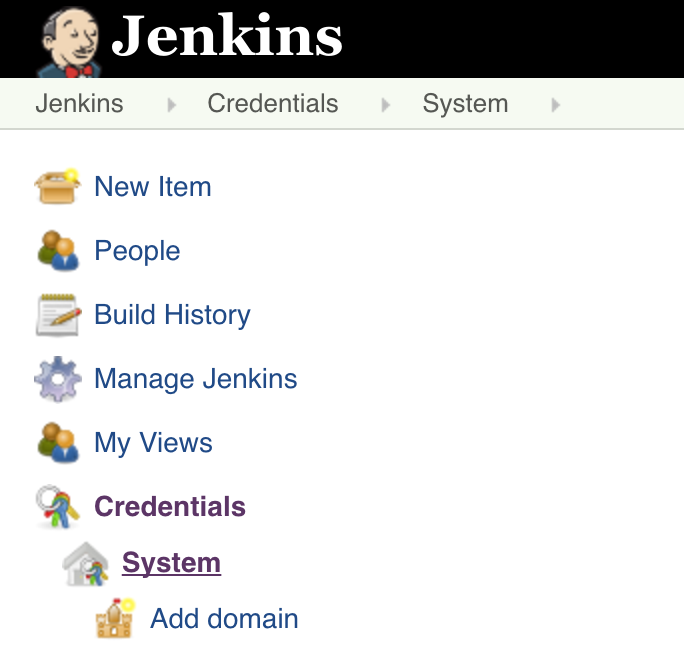 Jenkins
Jenkins Credentials System
New Item
People
Build History
Manage Jenkins
My Views
Credentials
System
Add domain